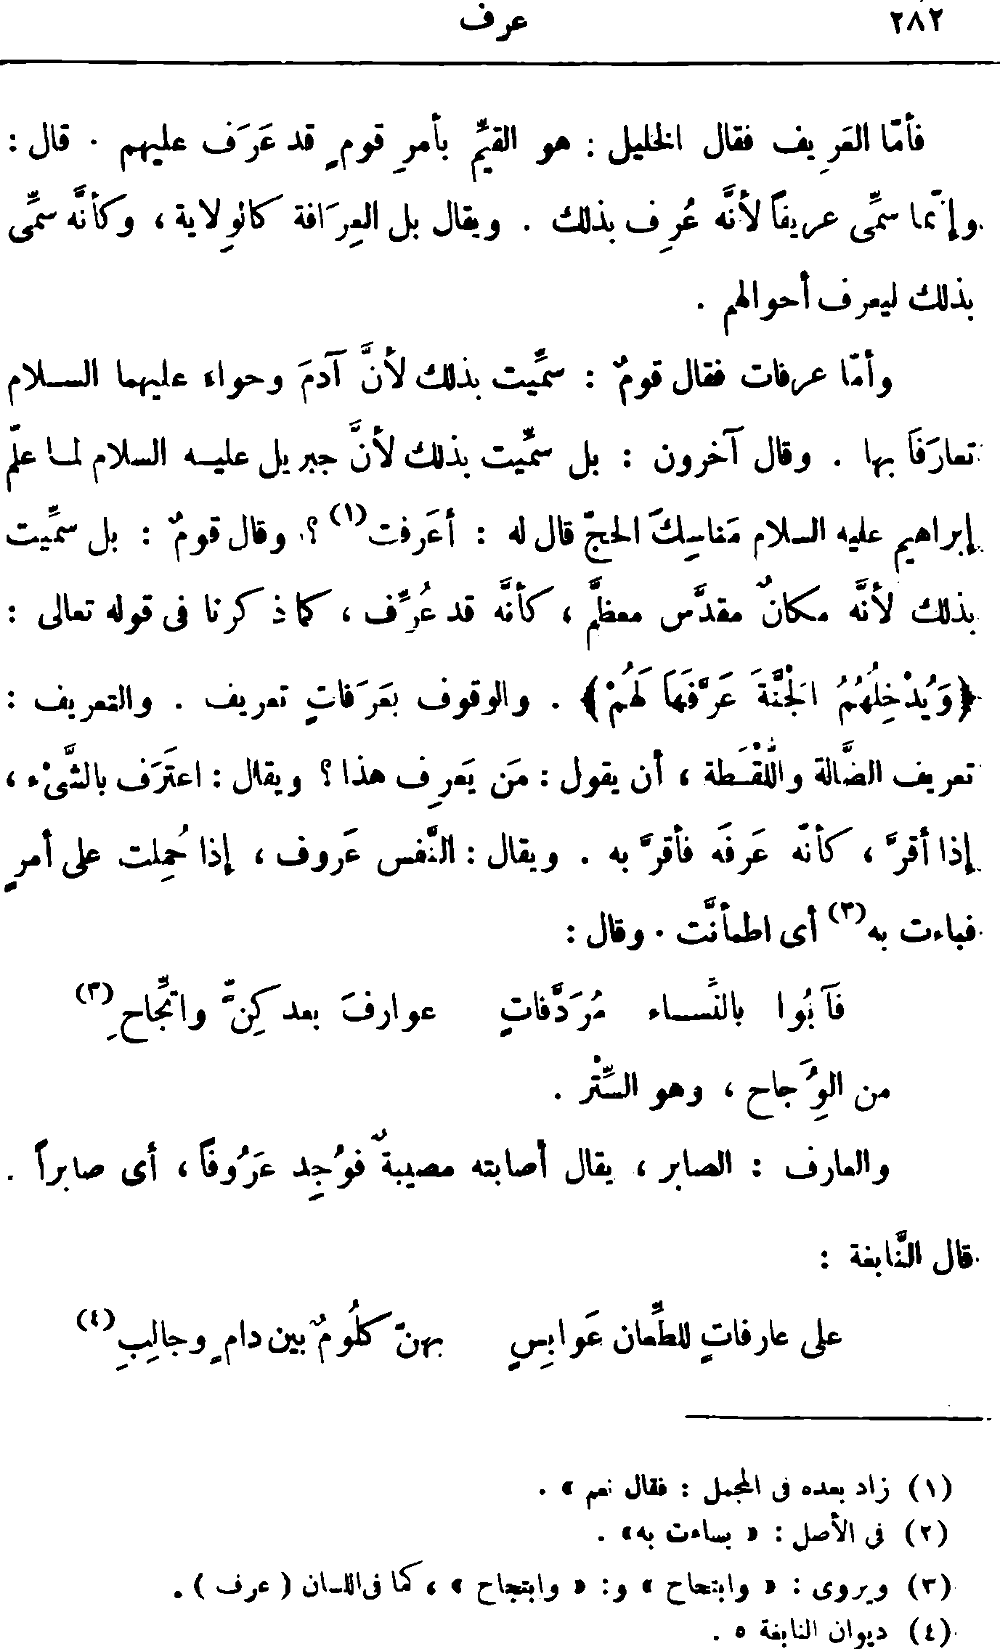 ٢٨٢ عرف
فأمّا العَرِيف فقال الخليل : هو القيِّم بأمرِ قومٍ قد عَرَف عليهم . قال :
وإنّما سمِّى عريفاً لأنَّه عُرِف بذلك . ويقال بل العِرَافة كالوِلاية ، وكأنَّه سمِّى
بذلك ليعرف أحوالهم .
وأمّا عرفات فقال قومٌ : سمِّيت بذلك لأنَّ آدمَ وحواء عليهما السلام
تعارَفَا بها . وقال آخرون : بل سمِّيت بذلك لأنَّ جبريل عليه السلام لما علّم
إبراهيم عليه السلام مَناسِكَ الحجّ قال له : أعَرفت(١) ؟ وقال قومٌ : بل سمِّيت
بذلك لأنَّه مكانٌ مقدَّس معظَّم ، كأنَّه قد عُرِّف ، كما ذكرنا فى قوله تعالى :
﴿وَيُدْخِلُهُمُ الْجَنَّةَ عَرَّفَهَا لَهُمْ﴾ . والوقوف بعَرَفاتٍ تعريف . والتعريف :
تعريف الضَّالة واللُّقْطَة ، أن يقول : مَن يَعرِف هذا ؟ ويقال : اعتَرَف بالشَّىْء ،
إذا أقرَّ ، كأنّه عَرفَه فأقرَّ به . ويقال : النَّفس عَروف ، إذا حُمِلت على أمرٍ
فباءت به(٢) أى اطمأنَّت . وقال :
فَآبُوا بالنِّساء مُرَدَّفاتٍ عوارفَ بعد كِنٍّ واتِّجاحِ(٣)
من الوَِجاح ، وهو السِّتْر .
والعارف : الصابر ، يقال أصابته مصيبةٌ فوُجِد عَرُوفاً ، أى صابراً .
قال النَّابغة :
على عارفاتٍ للطِّعان عَوابِسٍ بهنّ كلُومٌ بين دامٍ وجالِبِ(٤)
(١) زاد بعده فى المجمل : فقال نعم » .
(٢) فى الأصل : « بساءت به» .
(٣) ويروى : « وابتحاح » و : « وابتجاح » ، كما فى اللسان ( عرف ) .
(٤) ديوان النابغة ٥ .